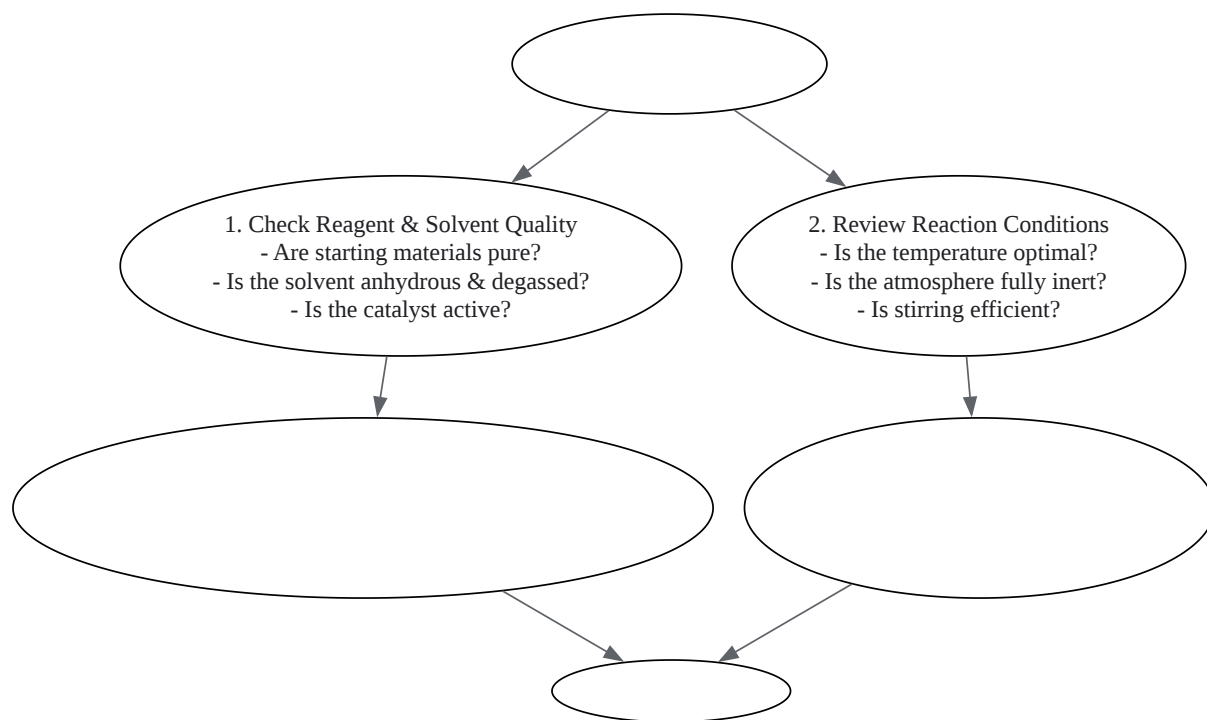 1. Check Reagent & Solvent Quality
- Are starting materials pure?
- Is the solvent anhydrous & degassed?
- Is the catalyst active?
2. Review Reaction Conditions
- Is the temperature optimal?
- Is the atmosphere fully inert?
- Is stirring efficient?